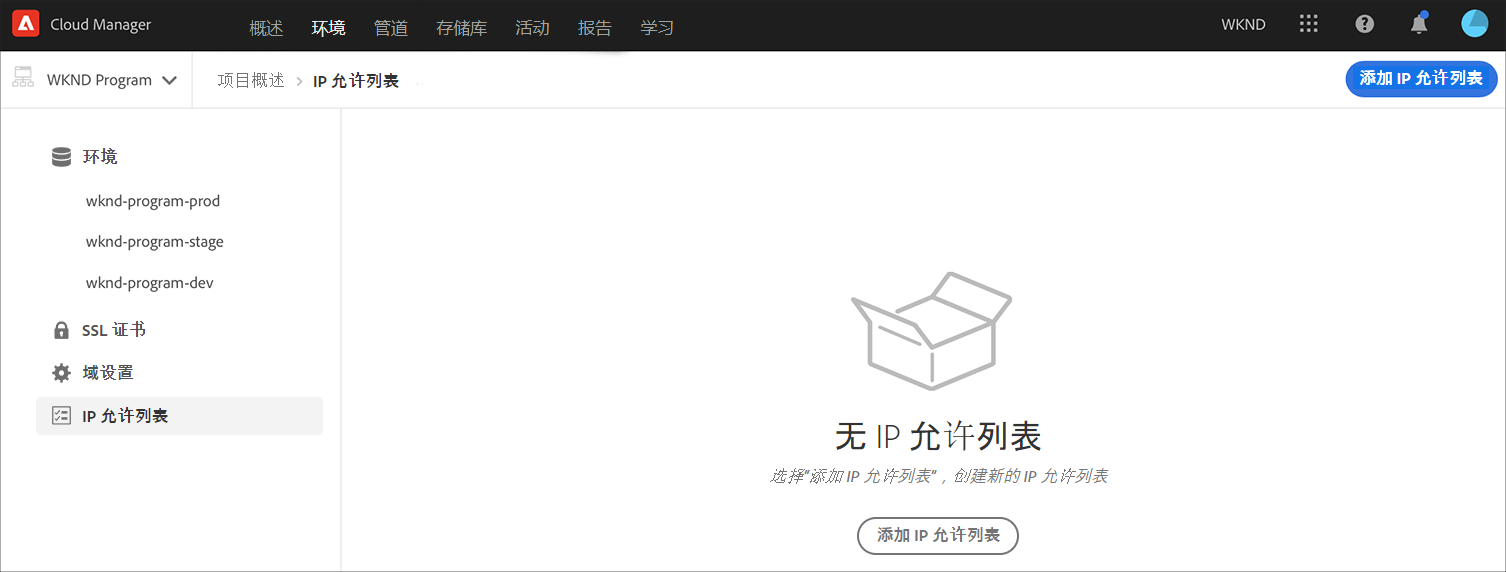 Cloud Manager 概述 环境 管道 存储库 活动 报告 学习 WKND
WKND Program 项目概述 IP 允许列表 添加 IP 允许列表
环境
wknd-program-prod
wknd-program-stage
wknd-program-dev
SSL 证书
域设置
IP 允许列表
无 IP 允许列表
选择"添加 IP 允许列表"，创建新的 IP 允许列表
添加 IP 允许列表